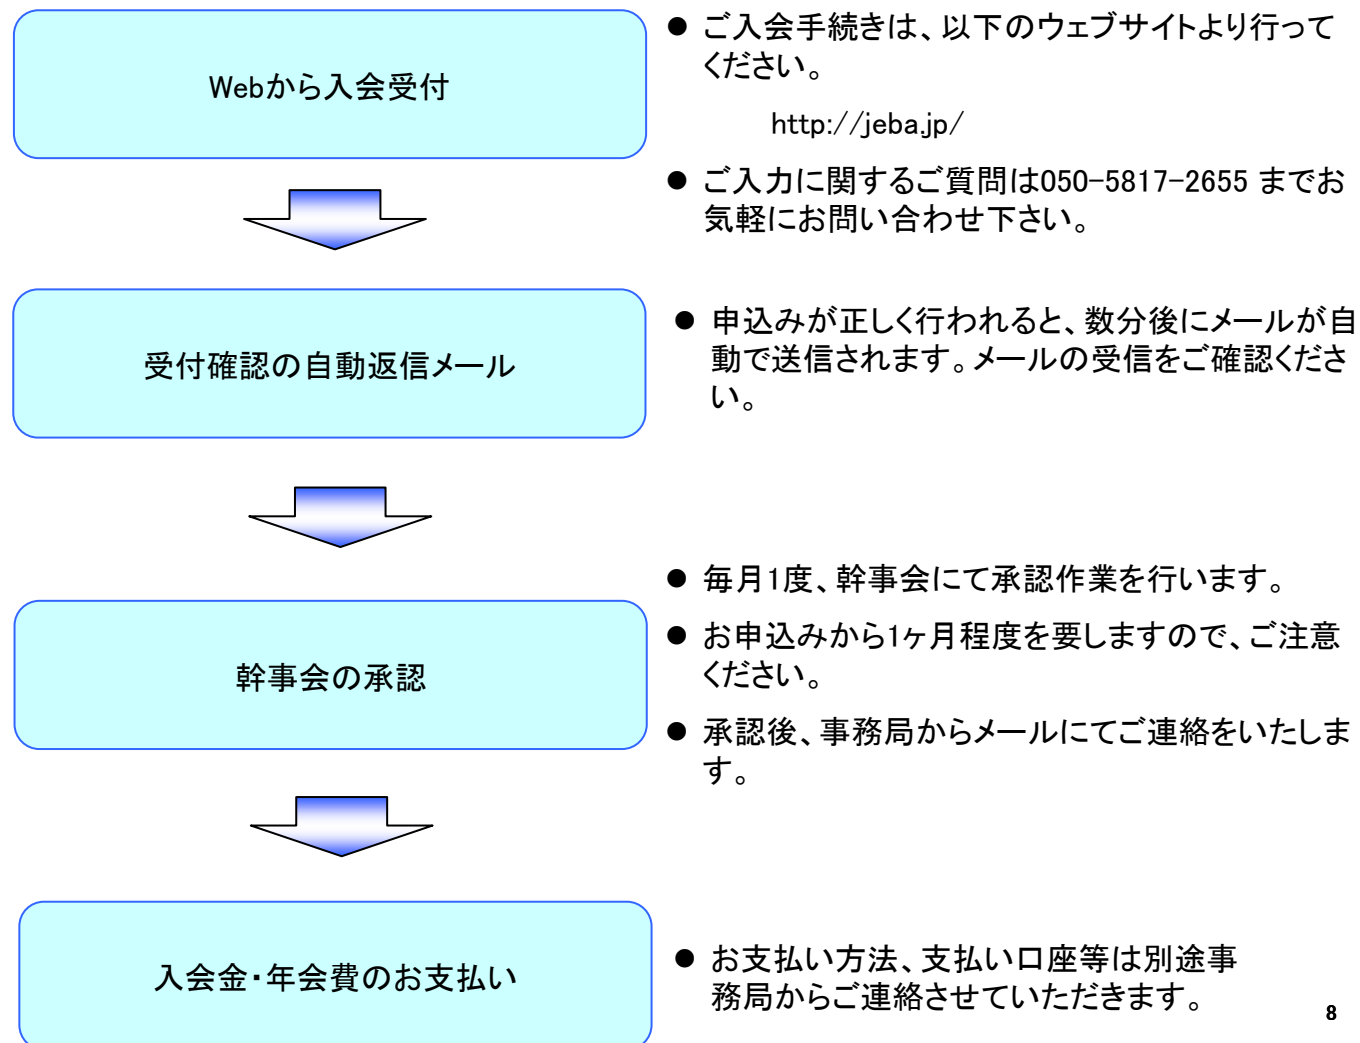 Webから入会受付
● ご入会手続きは、以下のウェブサイトより行って
ください。
http://jeba.jp/
● ご入力に関するご質問は050-5817-2655 までお
気軽にお問い合わせ下さい。
受付確認の自動返信メール
● 申込みが正しく行われると、数分後にメールが自
動で送信されます。メールの受信をご確認くださ
い。
幹事会の承認
● 毎月1度、幹事会にて承認作業を行います。
● お申込みから1ヶ月程度を要しますので、ご注意
ください。
● 承認後、事務局からメールにてご連絡をいたしま
す。
入会金・年会費のお支払い
● お支払い方法、支払い口座等は別途事
務局からご連絡させていただきます。
8